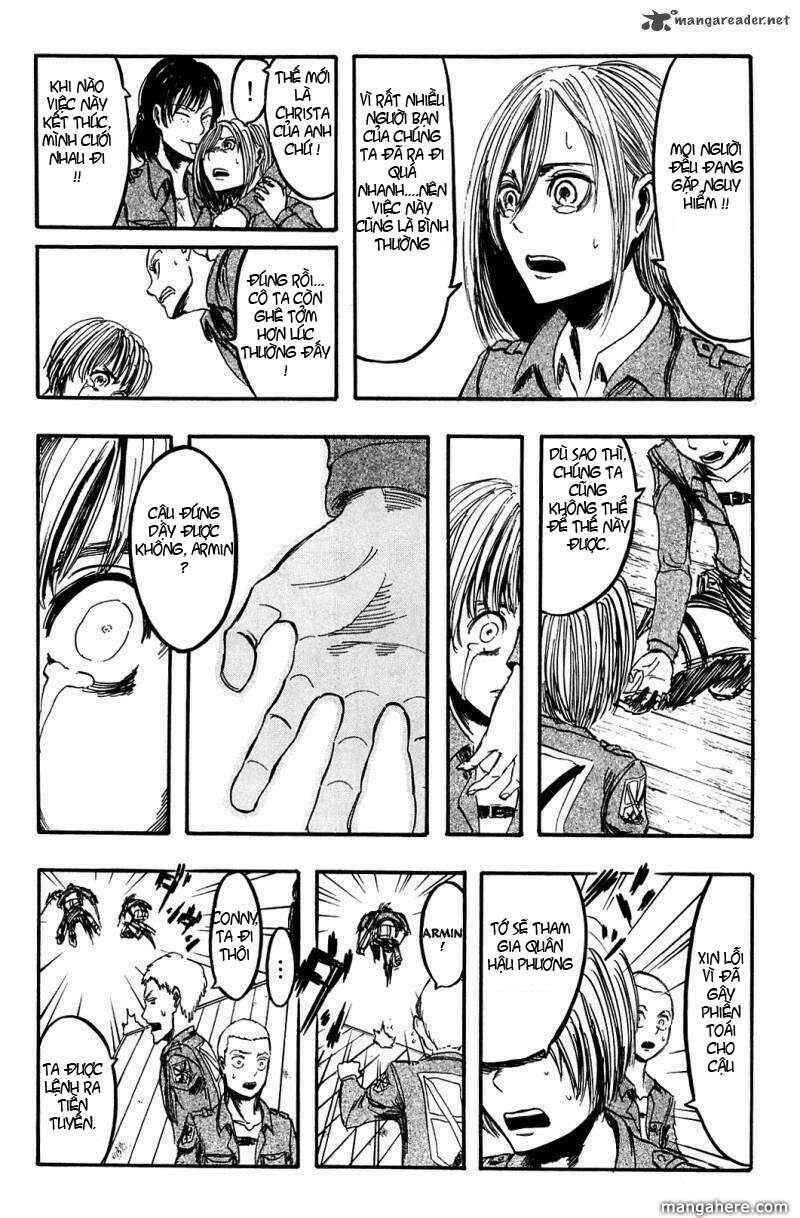 mangareader.net
MỌI NGƯỜI
ĐỀU ĐANG
GẶP NGUY
HIỂM !!
VÌ RẤT NHIỀU
NGƯỜI BẠN
CỦA CHÚNG
TA ĐÃ RA ĐI
QUÁ
NHANH....NÊN
VIỆC NÀY
CŨNG LÀ BÌNH
THƯỜNG
THẾ MỚI
LÀ
CHRISTA
CỦA ANH
CHỨ !
!
KHI NÀO
VIỆC NÀY
KẾT THÚC,
MÌNH CƯỚI
NHAU ĐI
!!
ĐÚNG RỒI...
CÔ TA CÒN
GHÊ TỞM
HƠN LÚC
THƯỜNG ĐẤY
!
DÙ SAO THÌ,
CHÚNG TA
CŨNG
KHÔNG THỂ
ĐỂ THẾ NÀY
ĐƯỢC.
CẬU ĐỨNG
DẬY ĐƯỢC
KHÔNG, ARMIN
?
XIN LỖI
VÌ ĐÃ
GÂY
PHIỀN
TOÁI
CHO
CẬU
TỚ SẼ THAM
GIA QUÂN
HẬU PHƯƠNG
ARMIN
!
...
CONNY,
TA ĐI
THÔI
TA ĐƯỢC
LỆNH RA
TIỀN
TUYẾN.
mangahere.com